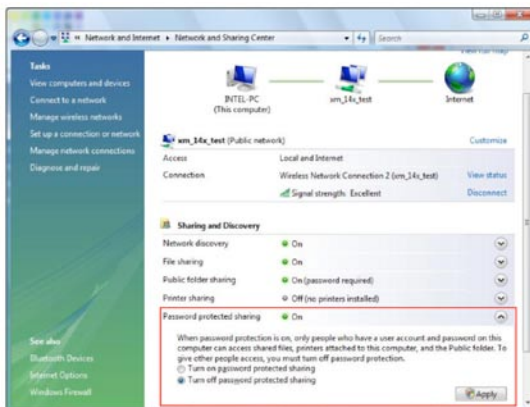 Network and Internet
Network and Sharing Center
Search
View full map
Tasks
View computers and devices
Connect to a network
Manage wireless networks
Set up a connection or network
Manage network connections
Diagnose and repair
INTEL-PC
(This computer)
xm_14x_test
Internet
xm_14x_test (Public network)
Customize
Access
Local and Internet
Connection
Wireless Network Connection 2 (xm_14x_test)
View status
Signal strength: Excellent
Disconnect
Sharing and Discovery
Network discovery
On
File sharing
On
Public folder sharing
On (password required)
Printer sharing
Off (no printers installed)
Password protected sharing
On
When password protection is on, only people who have a user account and password on this
computer can access shared files, printers attached to this computer, and the Public folder. To
give other people access, you must turn off password protection.
Turn on password protected sharing
Turn off password protected sharing
Apply
See also
Bluetooth Devices
Internet Options
Windows Firewall